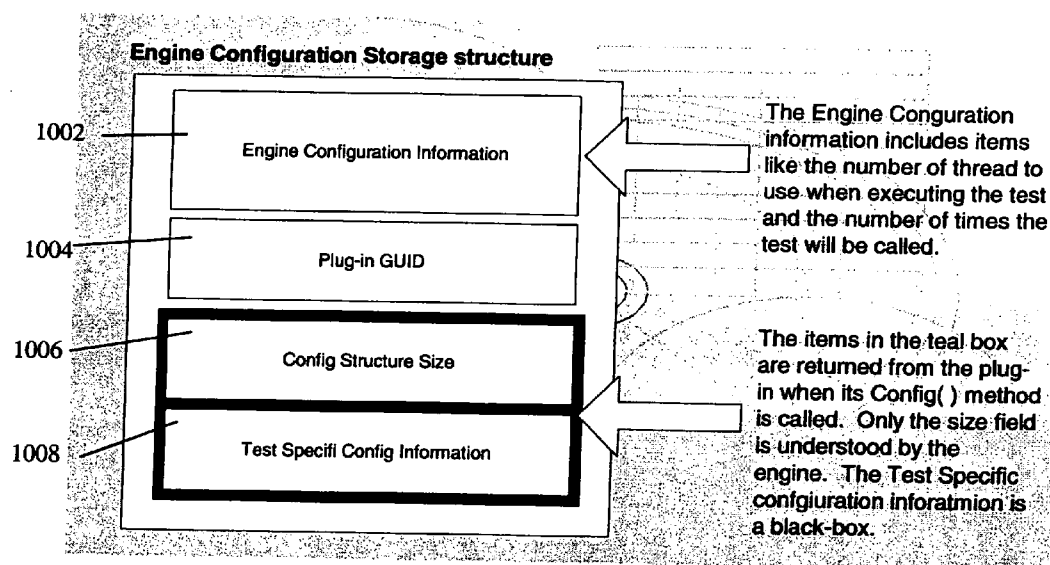 Engine Configuration Storage structure
1002
Engine Configuration Information
The Engine Conguration
information includes items
like the number of thread to
use when executing the test
and the number of times the
test will be called.
1004
Plug-in GUID
1006
Config Structure Size
The items in the teal box
are returned from the plug-
in when its Config( ) method
is called. Only the size field
is understood by the
engine. The Test Specific
confgiuration inforatmion is
a black-box.
1008
Test Specifi Config Information